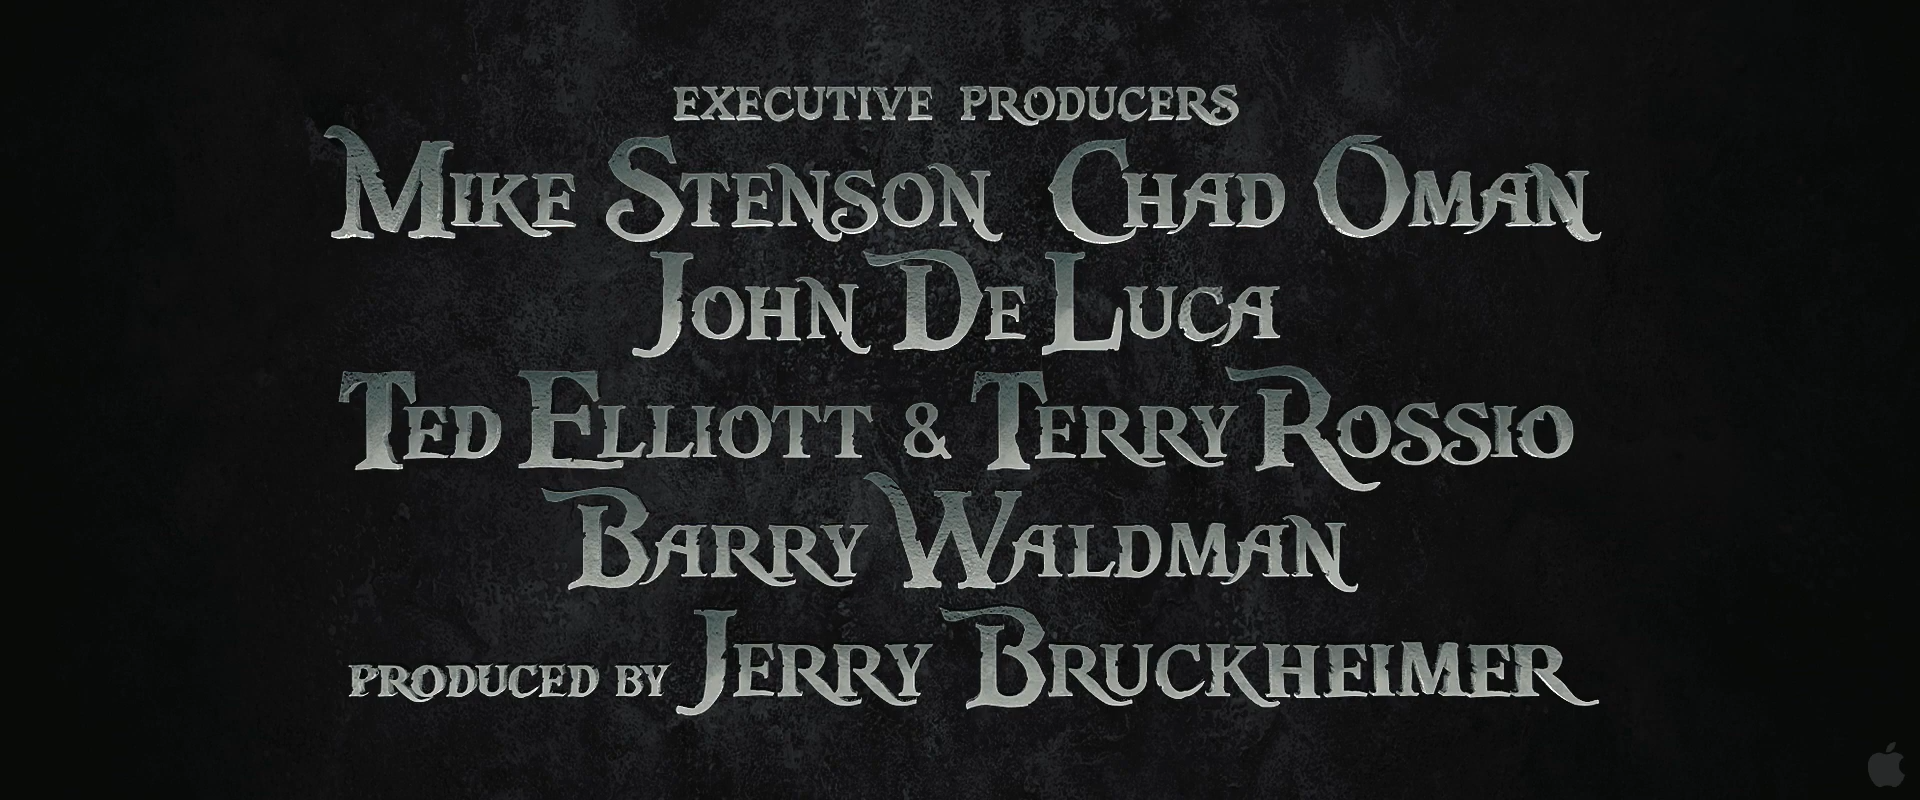 EXECUTIVE PRODUCERS
MIKE STENSON CHAD OMAN
JOHN DE LUCA
TED ELLIOTT & TERRY ROSSIO
BARRY WALDMAN
PRODUCED BY JERRY BRUCKHEIMER